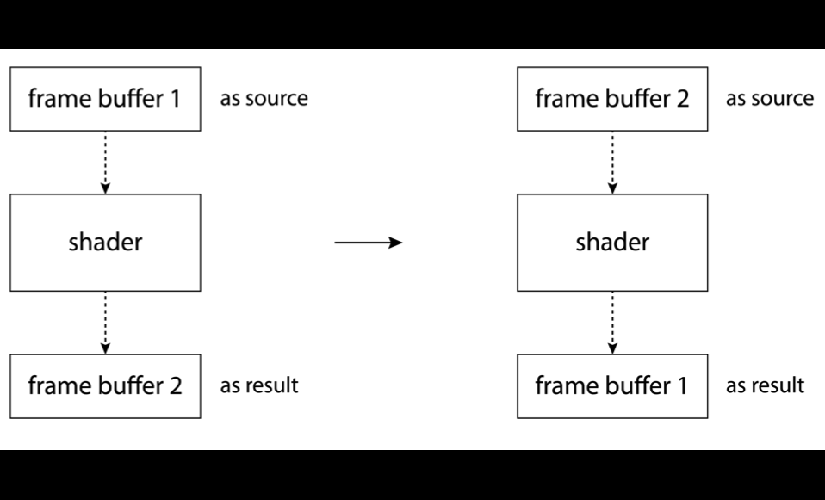 frame buffer 1 as source
shader
frame buffer 2 as result
frame buffer 2 as source
shader
frame buffer 1 as result